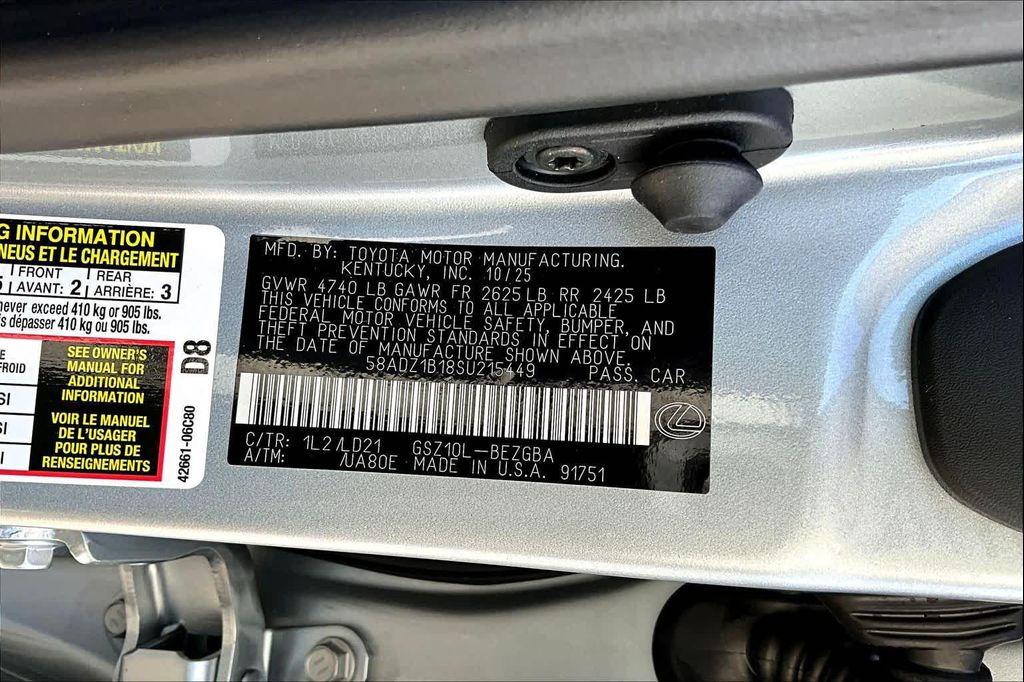 G INFORMATION
NEUS ET LE CHARGEMENT
5 FRONT REAR
AVANT: 2 ARRIÈRE: 3
never exceed 410 kg or 905 lbs.
s dépasser 410 kg ou 905 lbs.
E
FROID
SI
SI
SI
SEE OWNER'S
MANUAL FOR
ADDITIONAL
INFORMATION
VOIR LE MANUEL
DE L'USAGER
POUR PLUS DE
RENSEIGNEMENTS
D8
42661-06C80
MFD. BY: TOYOTA MOTOR MANUFACTURING.
KENTUCKY, INC. 10/25
GVWR 4740 LB GAWR FR 2625 LB RR 2425 LB
THIS VEHICLE CONFORMS TO ALL APPLICABLE
FEDERAL MOTOR VEHICLE SAFETY, BUMPER, AND
THEFT PREVENTION STANDARDS IN EFFECT ON
THE DATE OF MANUFACTURE SHOWN ABOVE.
58ADZ1B18SU215449 PASS. CAR
C/TR: 1L2/LD21 GSZ10L-BEZGBA
A/TM: /UA80E MADE IN U.S.A. 91751